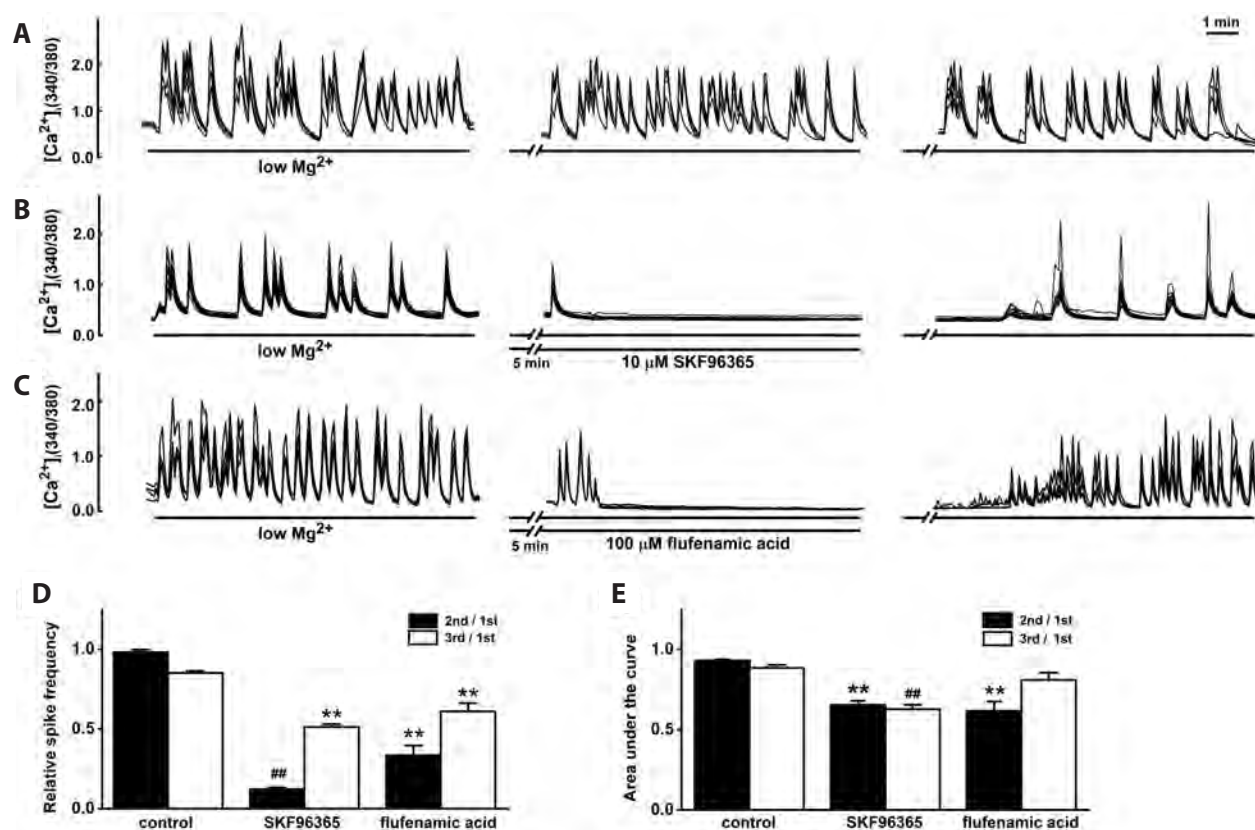 A
[Ca2+]i(340/380)
2.0
1.0
0.0
1 min
low Mg2+
B
[Ca2+]i(340/380)
2.0
1.0
0.0
low Mg2+
5 min
10 μM SKF96365
C
[Ca2+]i(340/380)
2.0
1.0
0.0
low Mg2+
5 min
100 μM flufenamic acid
D
Relative spike frequency
1.0
0.5
0.0
2nd / 1st
3rd / 1st
##
**
**
**
control
SKF96365
flufenamic acid
E
Area under the curve
1.0
0.5
0.0
2nd / 1st
3rd / 1st
**
##
**
control
SKF96365
flufenamic acid